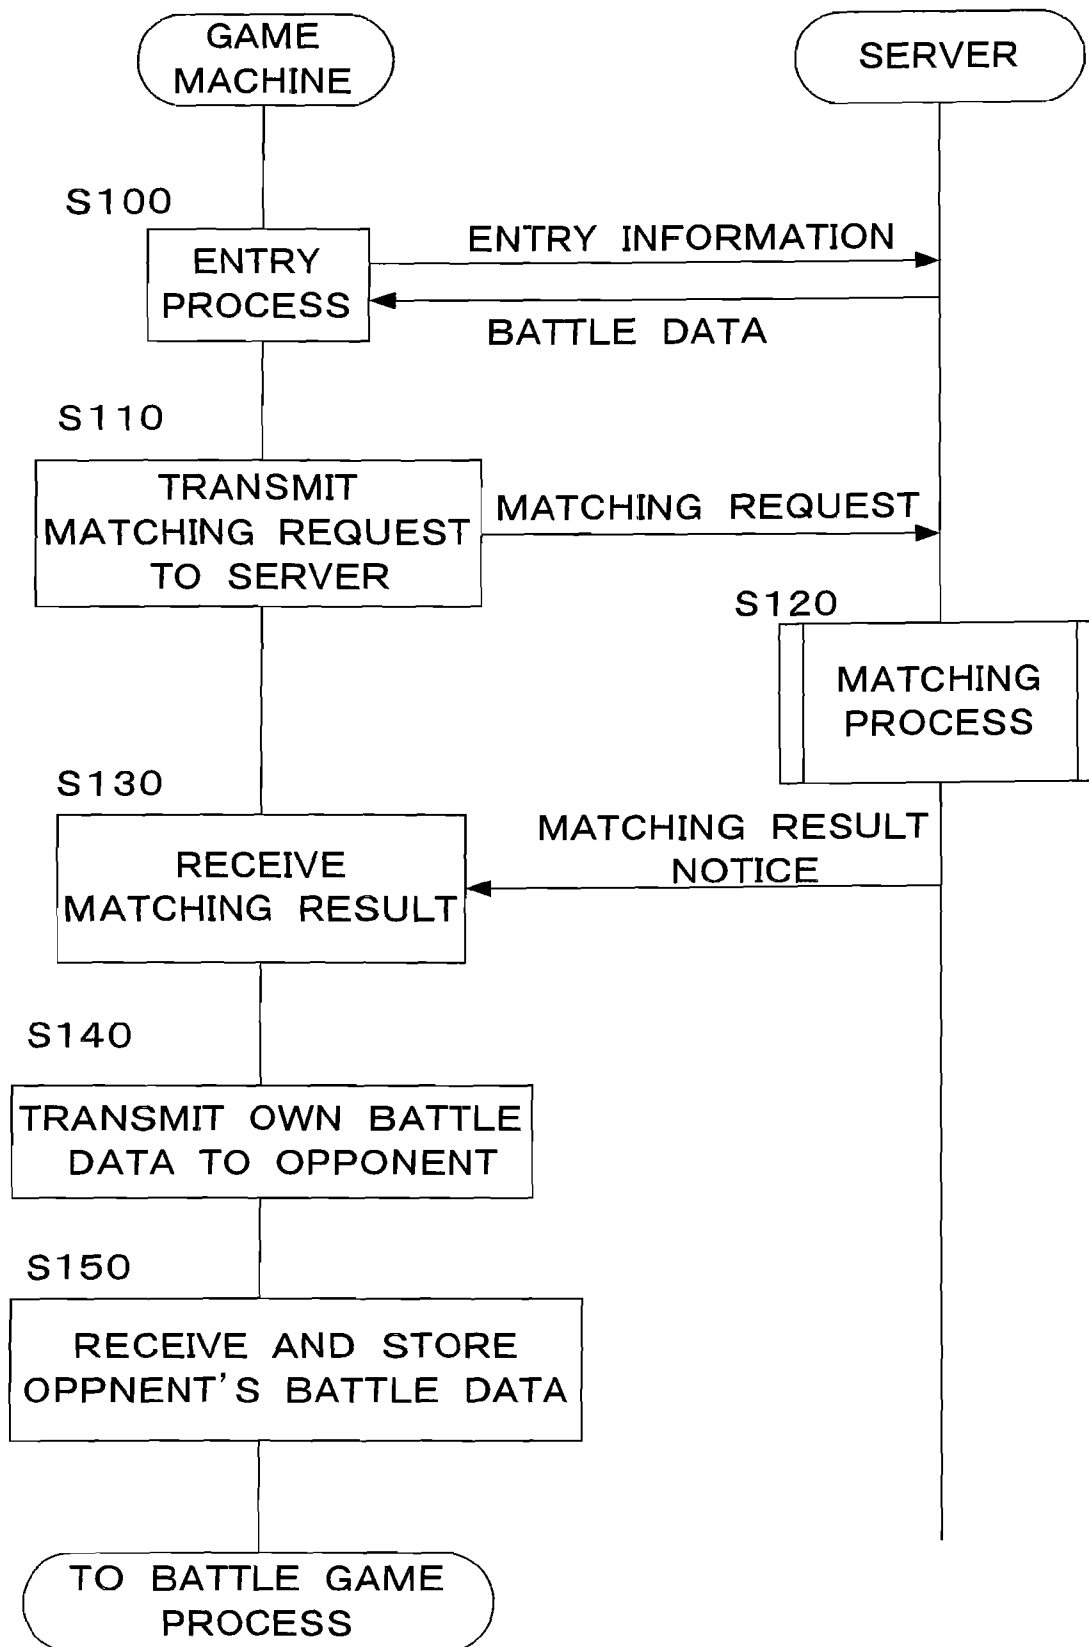 GAME
MACHINE
SERVER
S100
ENTRY
PROCESS
ENTRY INFORMATION
BATTLE DATA
S110
TRANSMIT
MATCHING REQUEST
TO SERVER
MATCHING REQUEST
S120
MATCHING
PROCESS
S130
RECEIVE
MATCHING RESULT
MATCHING RESULT
NOTICE
S140
TRANSMIT OWN BATTLE
DATA TO OPPONENT
S150
RECEIVE AND STORE
OPPNENT'S BATTLE DATA
TO BATTLE GAME
PROCESS